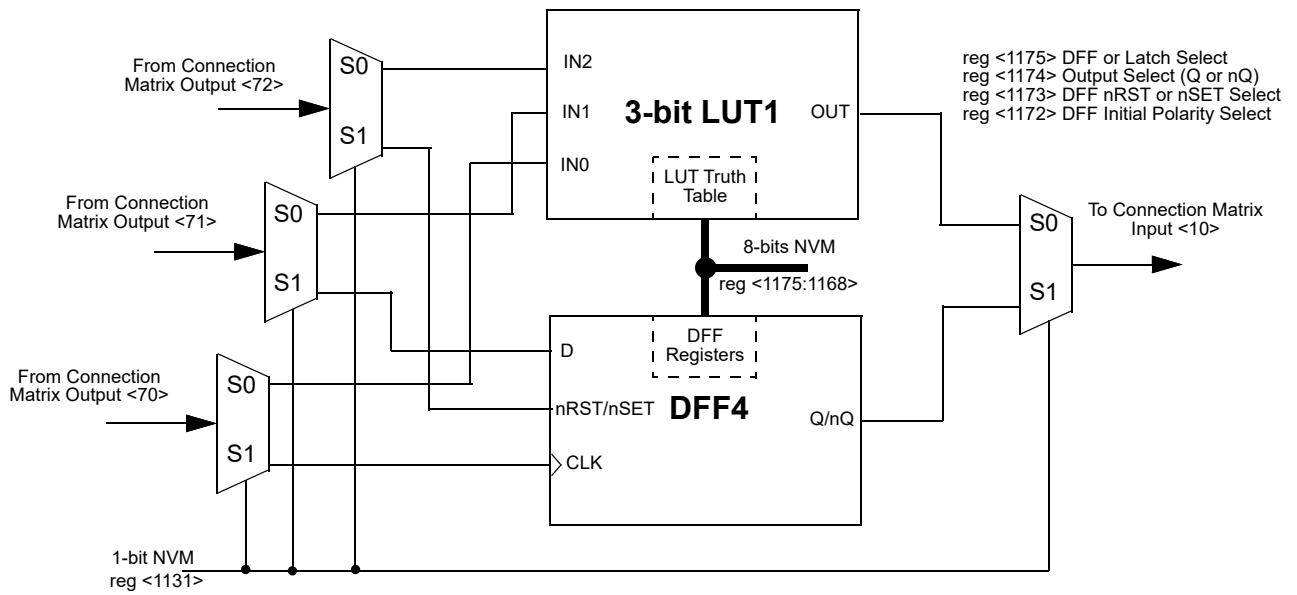 From Connection
Matrix Output <72>
S0
S1
IN2
IN1
IN0
3-bit LUT1
OUT
LUT Truth
Table
reg <1175> DFF or Latch Select
reg <1174> Output Select (Q or nQ)
reg <1173> DFF nRST or nSET Select
reg <1172> DFF Initial Polarity Select
From Connection
Matrix Output <71>
S0
S1
8-bits NVM
reg <1175:1168>
S0
S1
To Connection Matrix
Input <10>
From Connection
Matrix Output <70>
S0
S1
D
nRST/nSET
CLK
DFF
Registers
DFF4
Q/nQ
1-bit NVM
reg <1131>